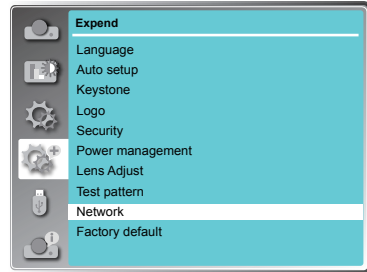 Expend
Language
Auto setup
Keystone
Logo
Security
Power management
Lens Adjust
Test pattern
Network
Factory default